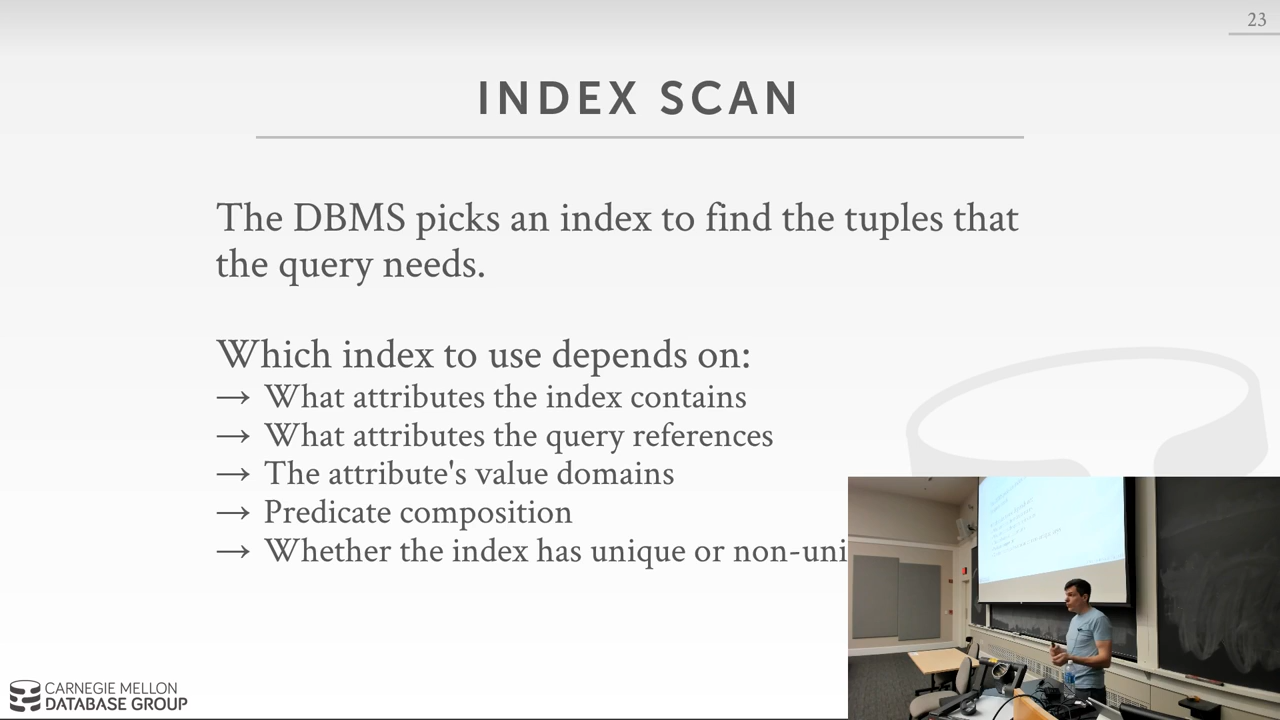 23
INDEX SCAN
The DBMS picks an index to find the tuples that
the query needs.
Which index to use depends on:
→ What attributes the index contains
→ What attributes the query references
→ The attribute's value domains
→ Predicate composition
→ Whether the index has unique or non-uni
CARNEGIE MELLON
DATABASE GROUP